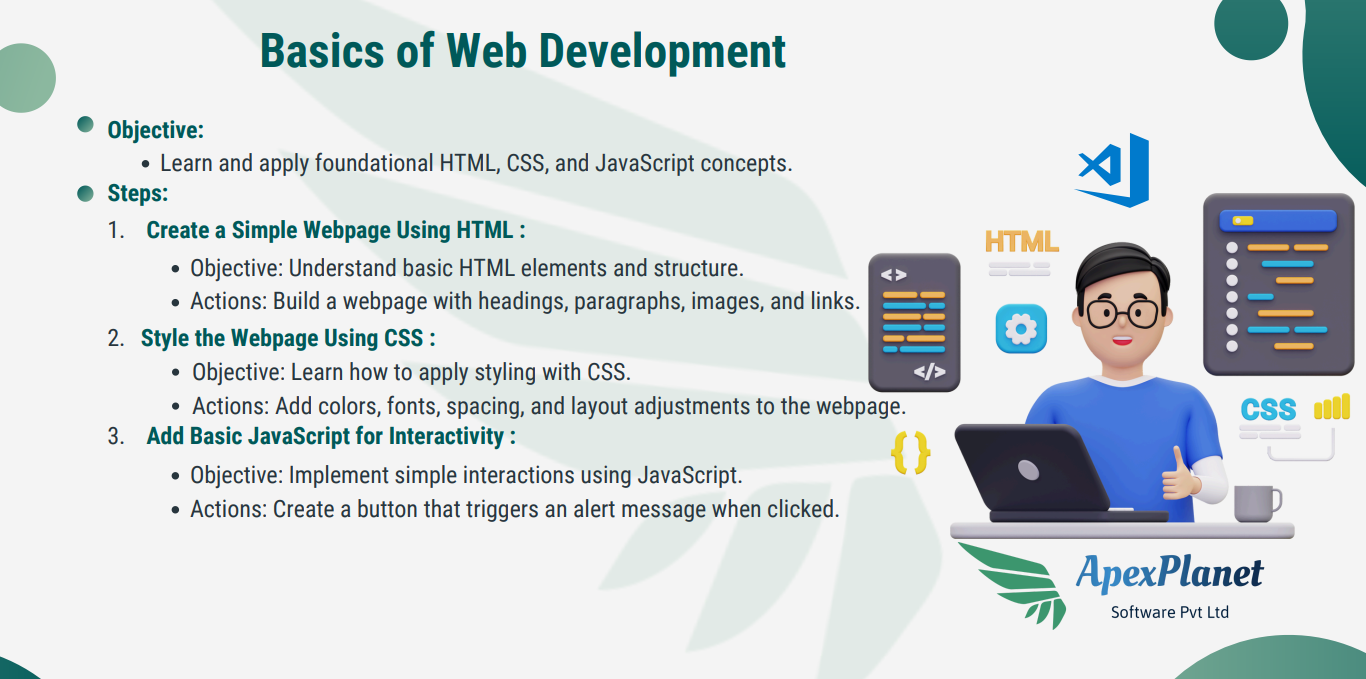 Basics of Web Development
Objective:
Learn and apply foundational HTML, CSS, and JavaScript concepts.
Steps:
1. Create a Simple Webpage Using HTML :
Objective: Understand basic HTML elements and structure.
Actions: Build a webpage with headings, paragraphs, images, and links.
2. Style the Webpage Using CSS :
Objective: Learn how to apply styling with CSS.
Actions: Add colors, fonts, spacing, and layout adjustments to the webpage.
3. Add Basic JavaScript for Interactivity :
Objective: Implement simple interactions using JavaScript.
Actions: Create a button that triggers an alert message when clicked.
HTML
< >
</>
CSS
{ }
ApexPlanet
Software Pvt Ltd